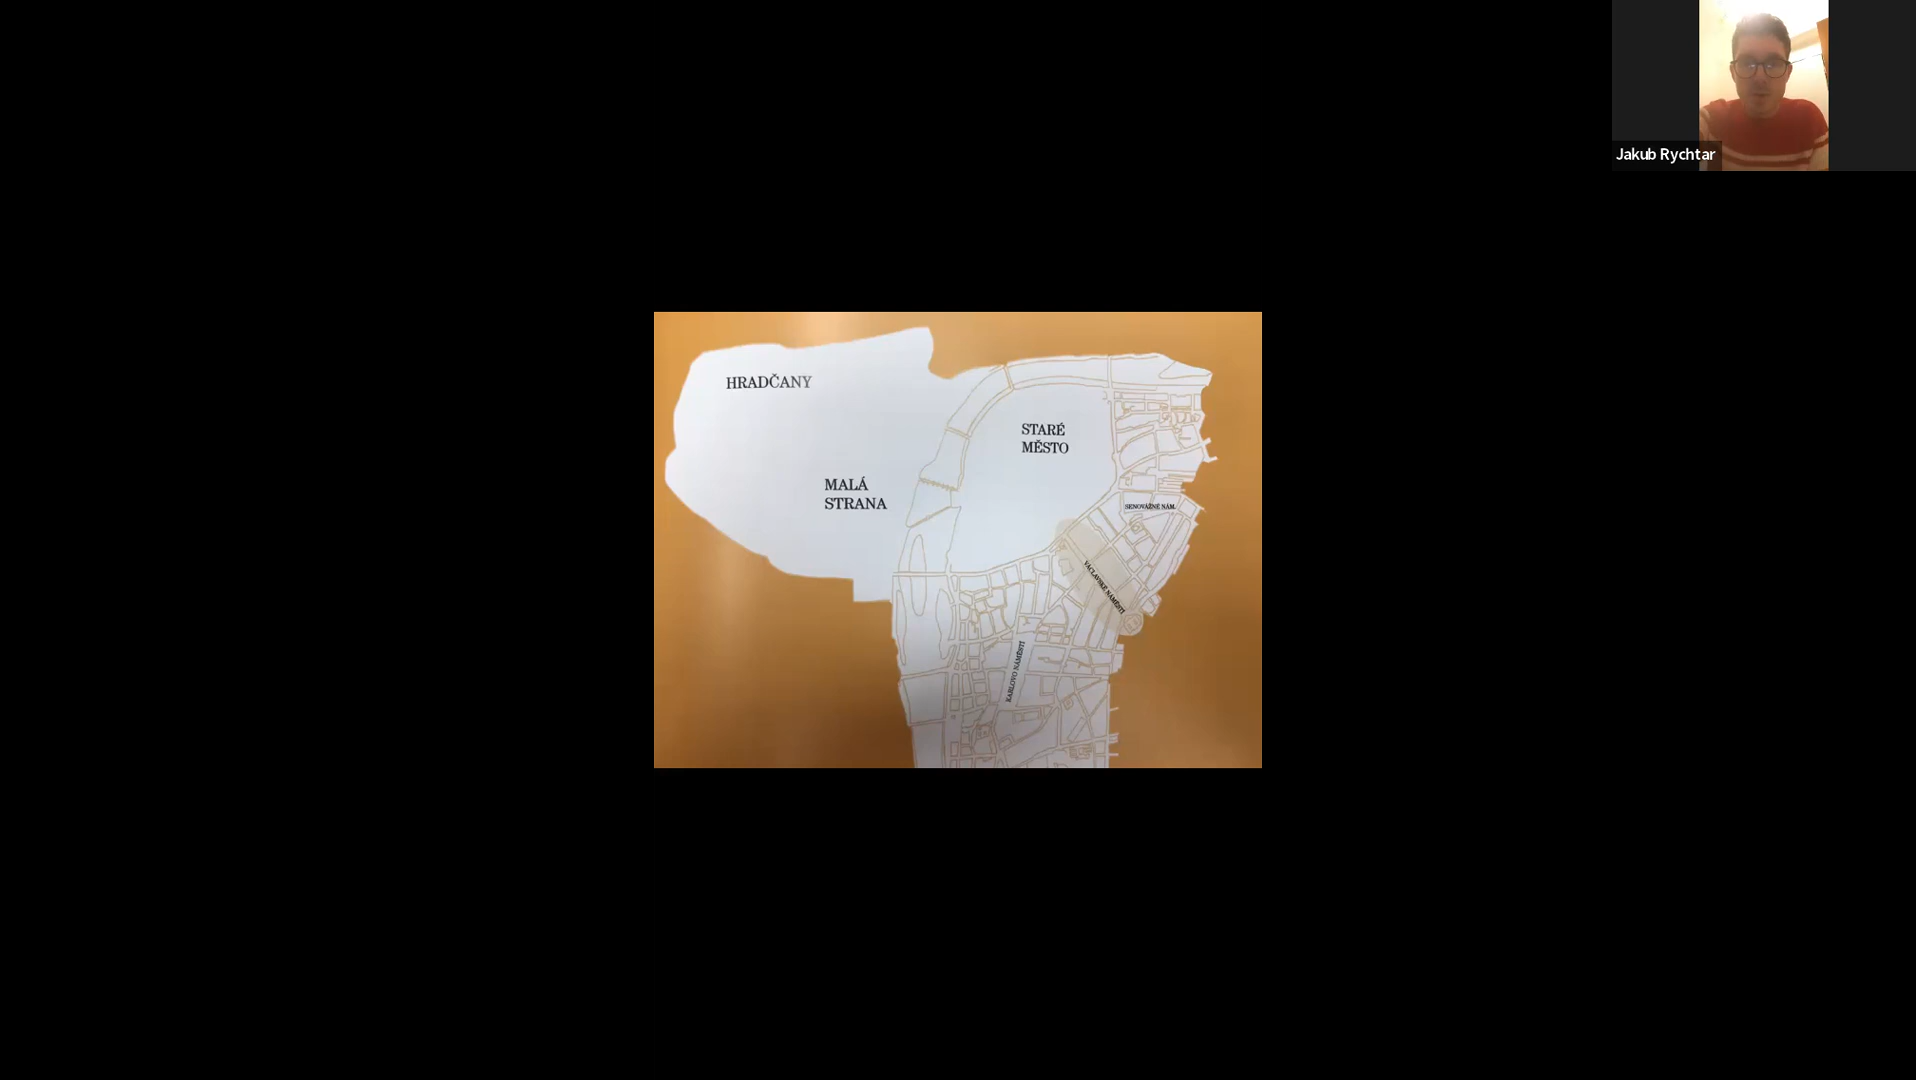 Jakub Rychtar
HRADČANY
STARÉ
MĚSTO
MALÁ
STRANA
SENOVÁŽNÉ NÁM.
VÁCLAVSKÉ NÁMĚSTÍ
KARLOVO NÁMĚSTÍ